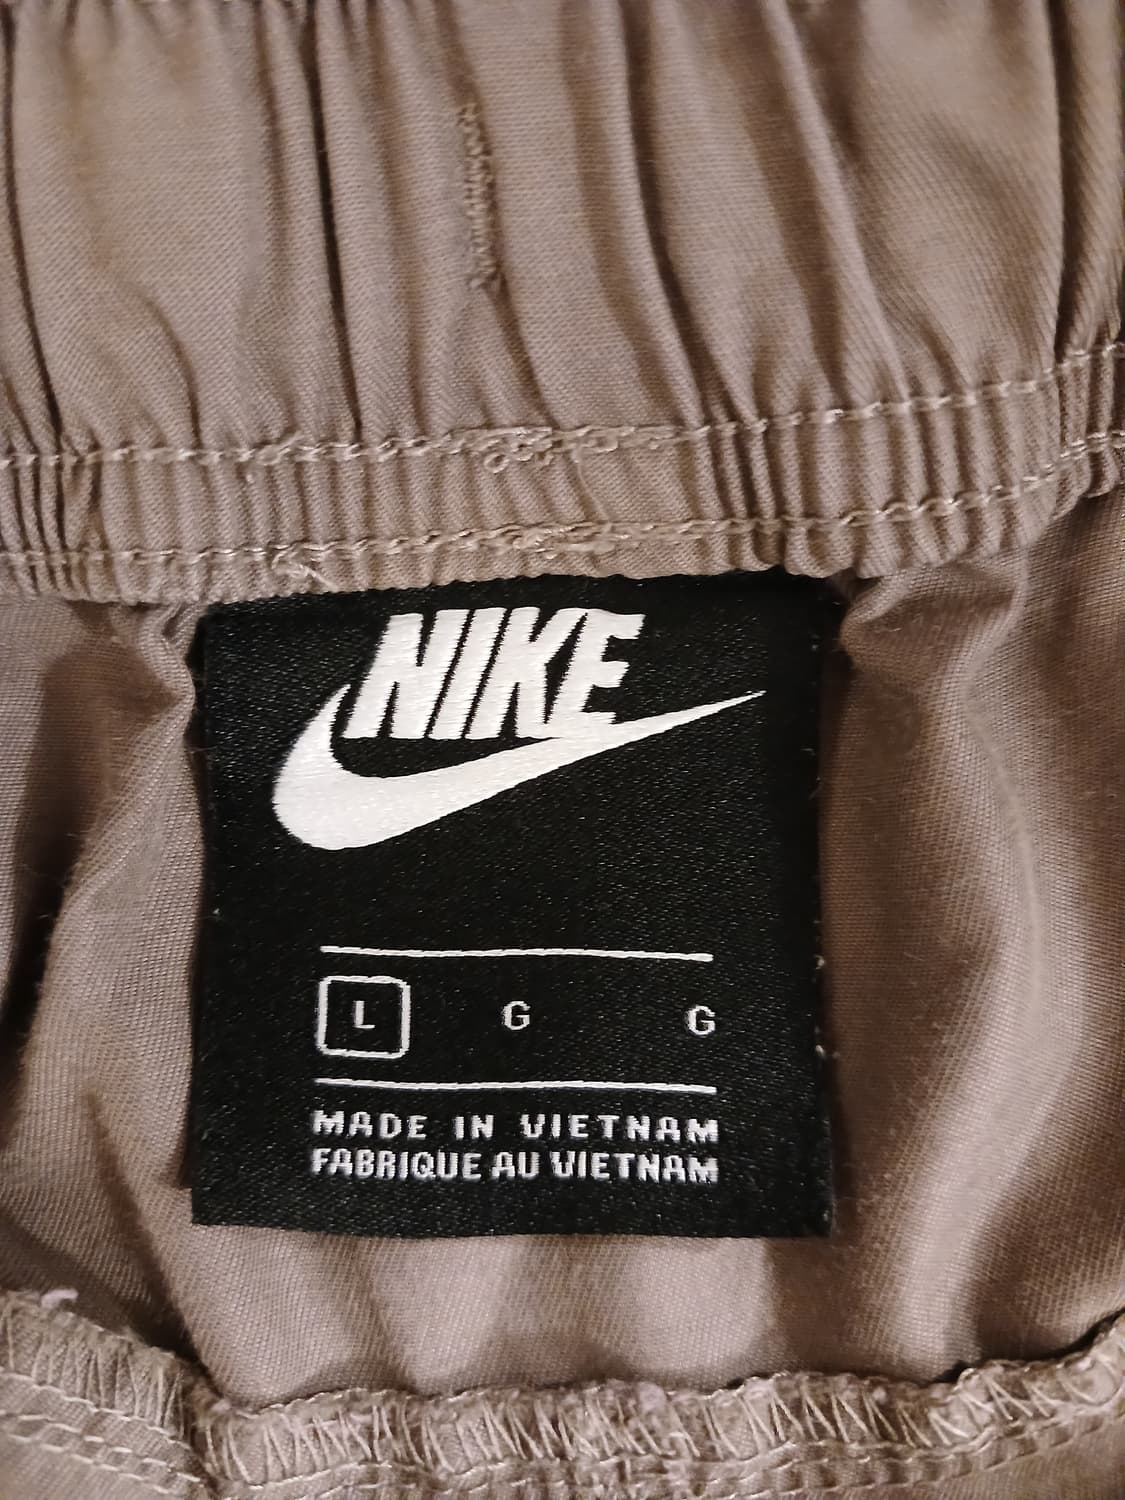 NIKE
L G G
MADE IN VIETNAM
FABRIQUE AU VIETNAM